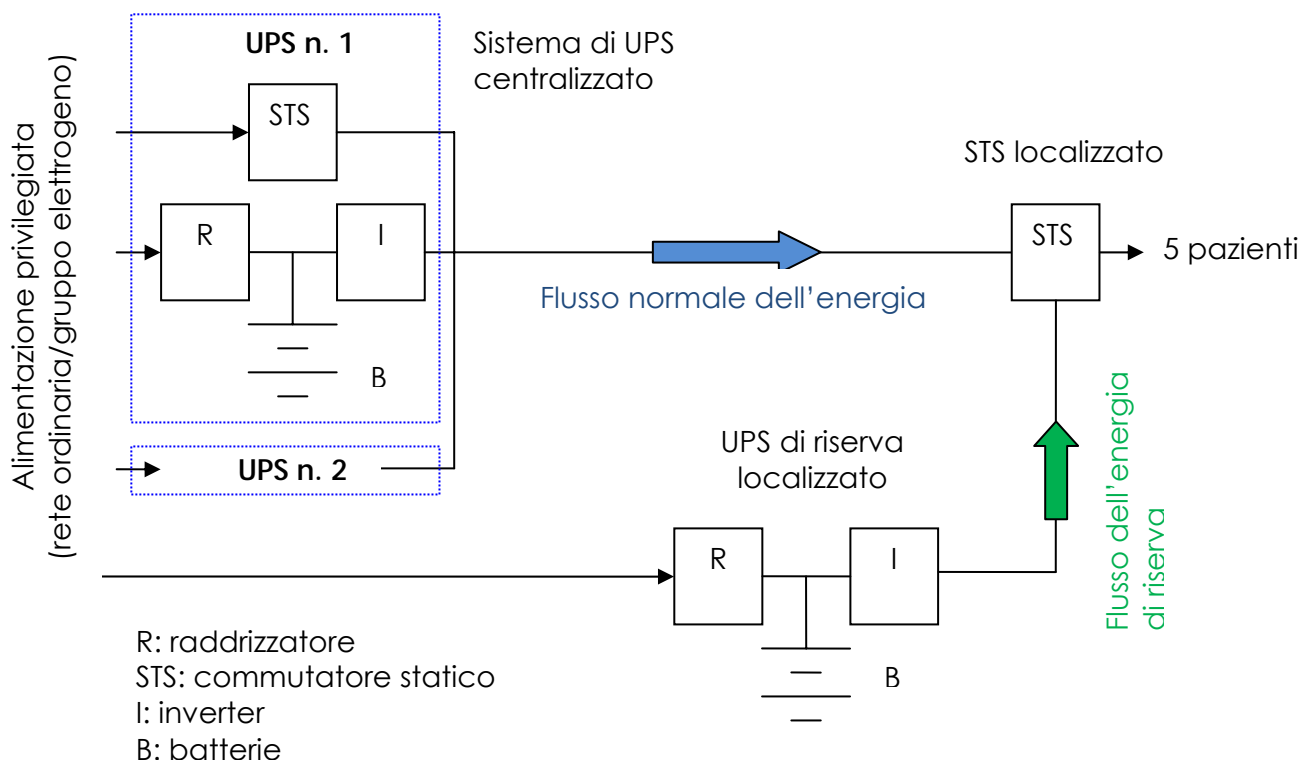 Alimentazione privilegiata
(rete ordinaria/gruppo elettrogeno)
UPS n. 1
Sistema di UPS
centralizzato
STS
R
I
B
UPS n. 2
Flusso normale dell'energia
STS localizzato
STS
5 pazienti
UPS di riserva
localizzato
R
I
B
Flusso dell'energia
di riserva
R: raddrizzatore
STS: commutatore statico
I: inverter
B: batterie